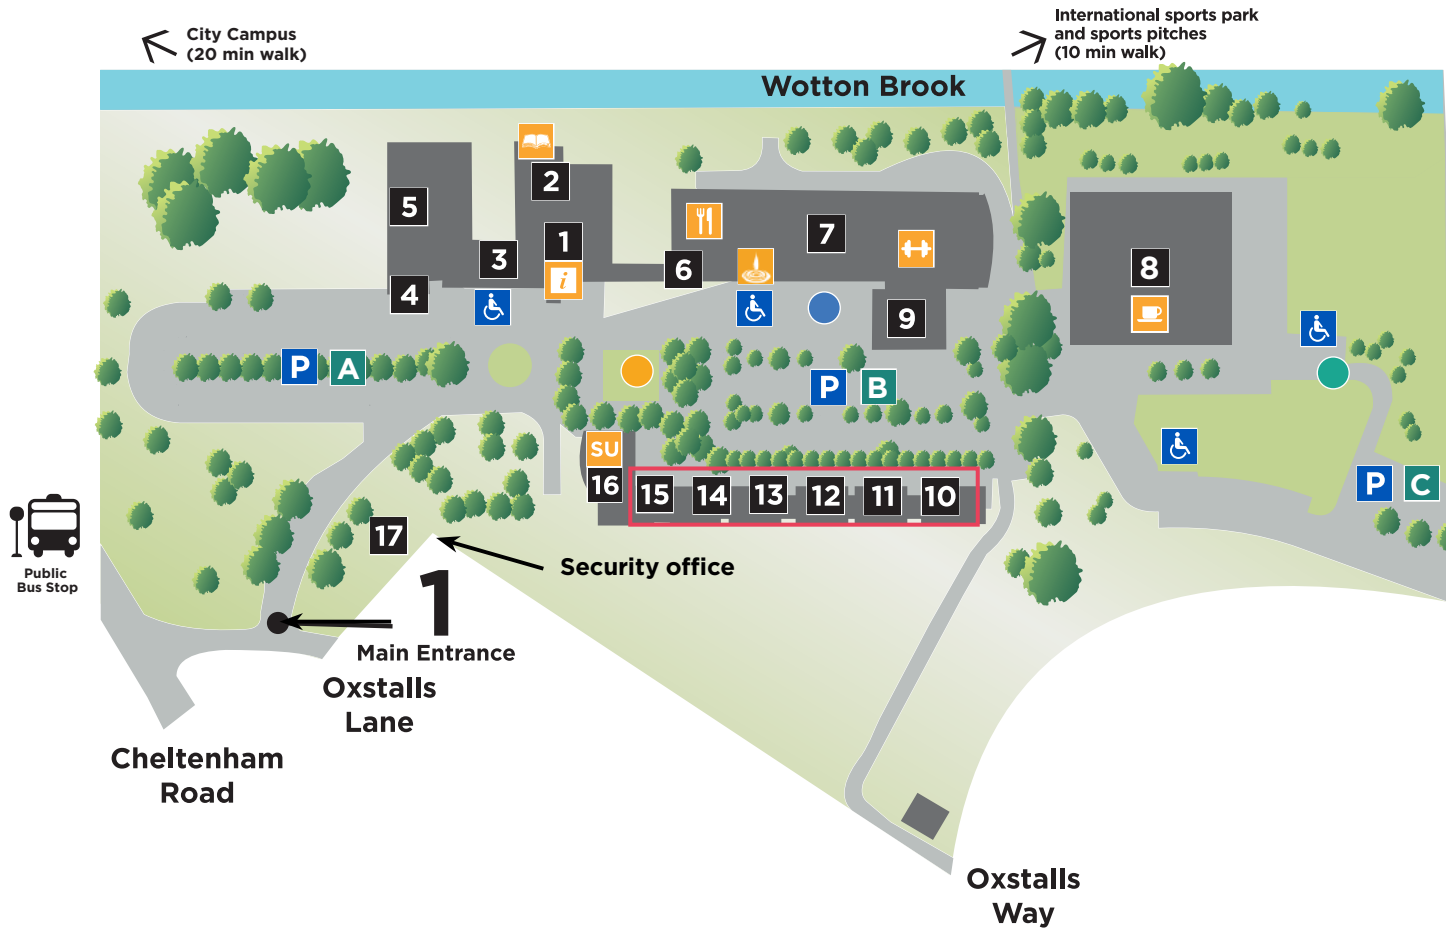 City Campus
(20 min walk)
International sports park
and sports pitches
(10 min walk)
Wotton Brook
5
2
1
3
4
i
6
7
9
8
P A
P B
P C
SU
16
15 14 13 12 11 10
17
Public
Bus Stop
Security office
1
Main Entrance
Oxstalls
Lane
Cheltenham
Road
Oxstalls
Way